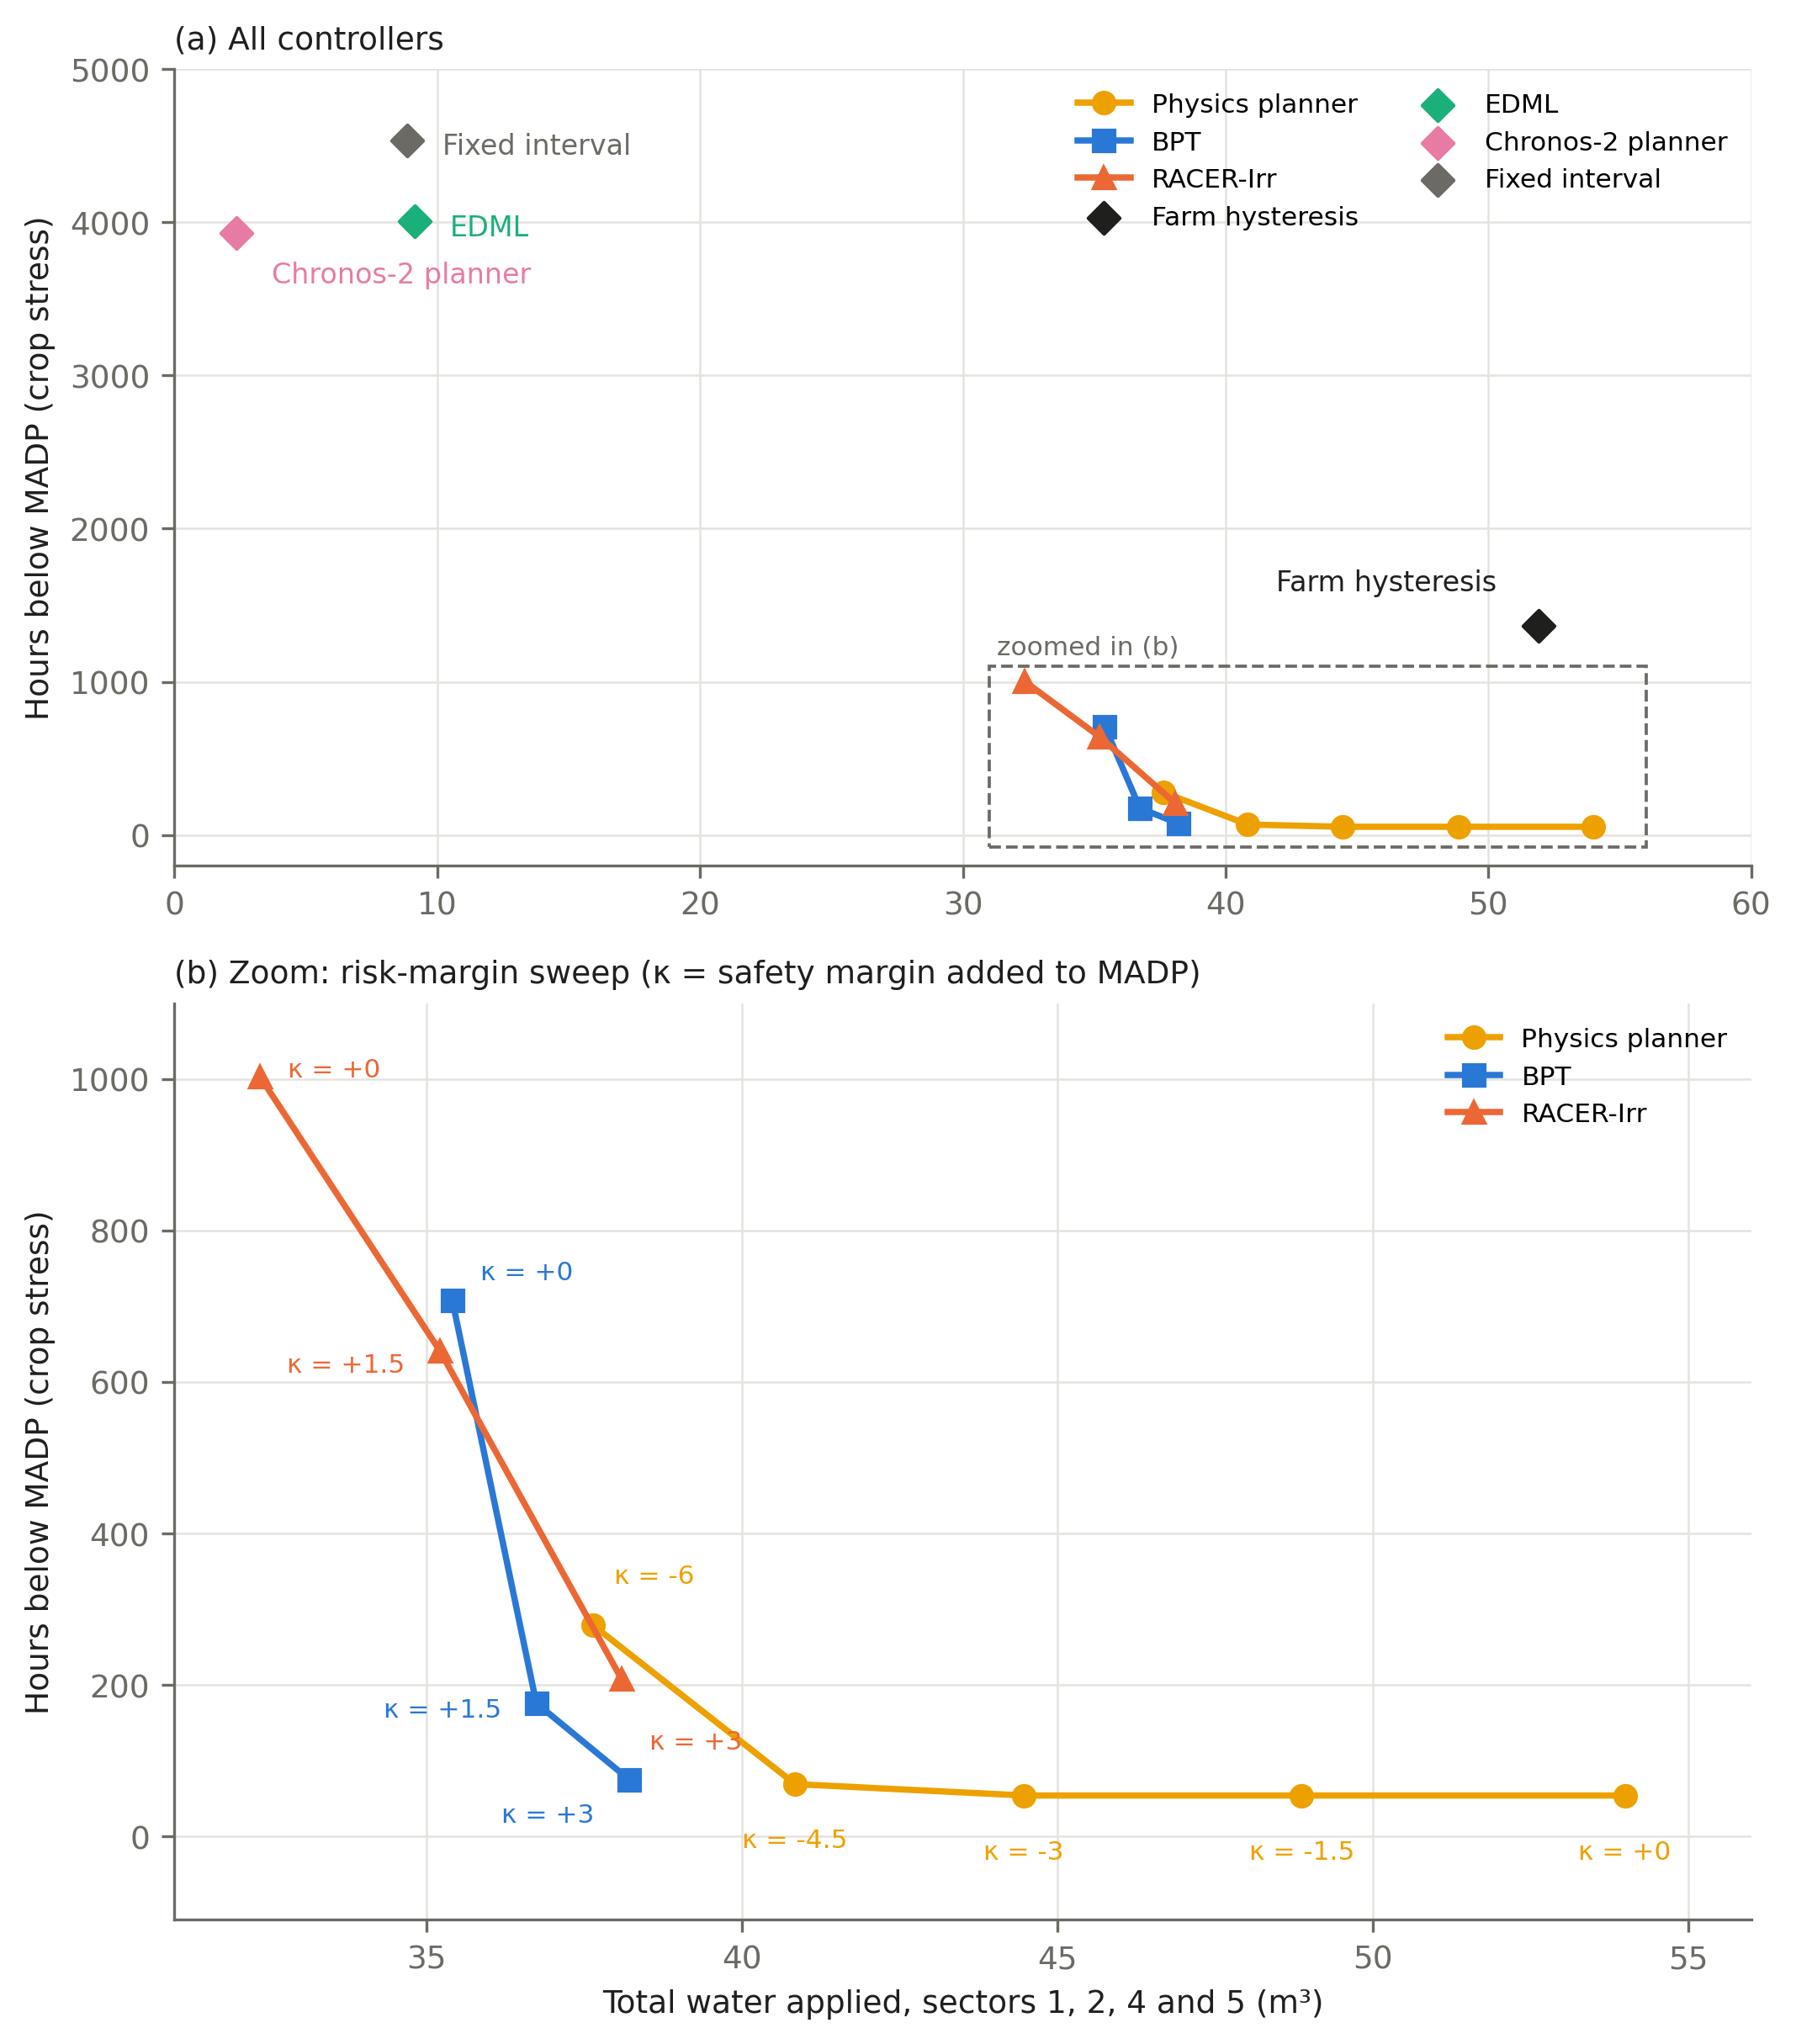 (a) All controllers
Hours below MADP (crop stress)
5000
4000
3000
2000
1000
0
0
10
20
30
40
50
60
Physics planner
BPT
RACER-Irr
Farm hysteresis
EDML
Chronos-2 planner
Fixed interval
Fixed interval
EDML
Chronos-2 planner
Farm hysteresis
zoomed in (b)
(b) Zoom: risk-margin sweep (κ = safety margin added to MADP)
Hours below MADP (crop stress)
1000
800
600
400
200
0
35
40
45
50
55
Physics planner
BPT
RACER-Irr
κ = +0
κ = +0
κ = +1.5
κ = -6
κ = +1.5
κ = +3
κ = +3
κ = -4.5
κ = -3
κ = -1.5
κ = +0
Total water applied, sectors 1, 2, 4 and 5 (m³)